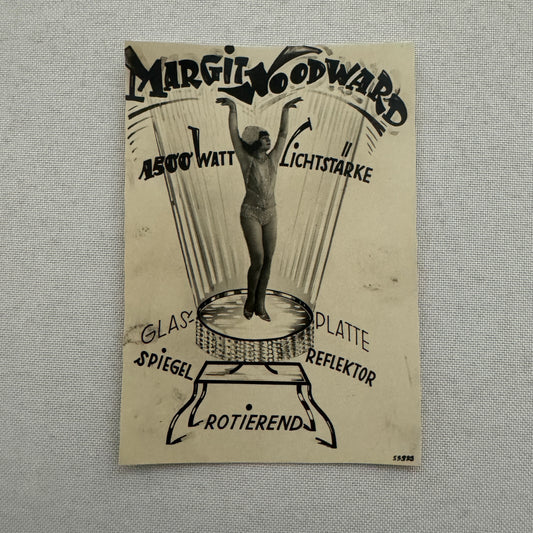 MARGIT WOODWARD
1500 WATT LICHTSTÄRKE
GLAS- PLATTE
SPIEGEL REFLEKTOR
ROTIEREND